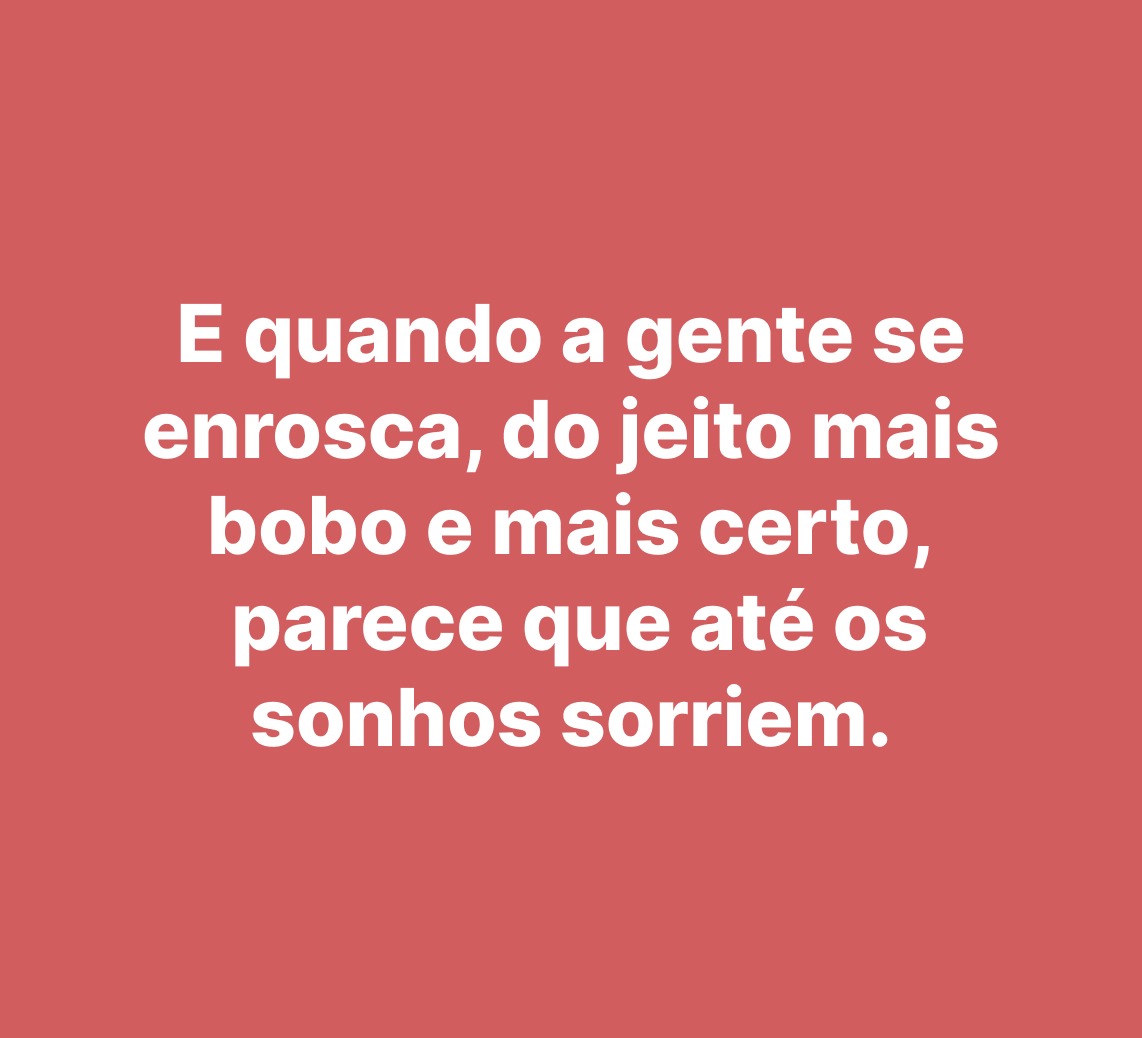 E quando a gente se
enrosca, do jeito mais
bobo e mais certo,
parece que até os
sonhos sorriem.